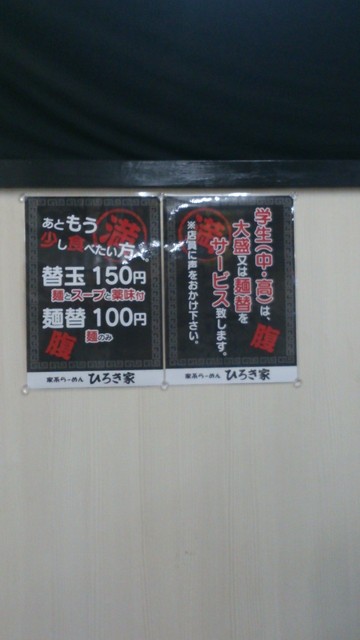 あともう
少し食べたい方へ
満
替玉 150円
麺とスープと薬味付
麺替 100円
麺のみ
腹
家系らーめん ひろき家
学生(中・高)は、
大盛又は麺替を
サービス致します。
※店員に声をおかけ下さい。
満
腹
家系らーめん ひろき家